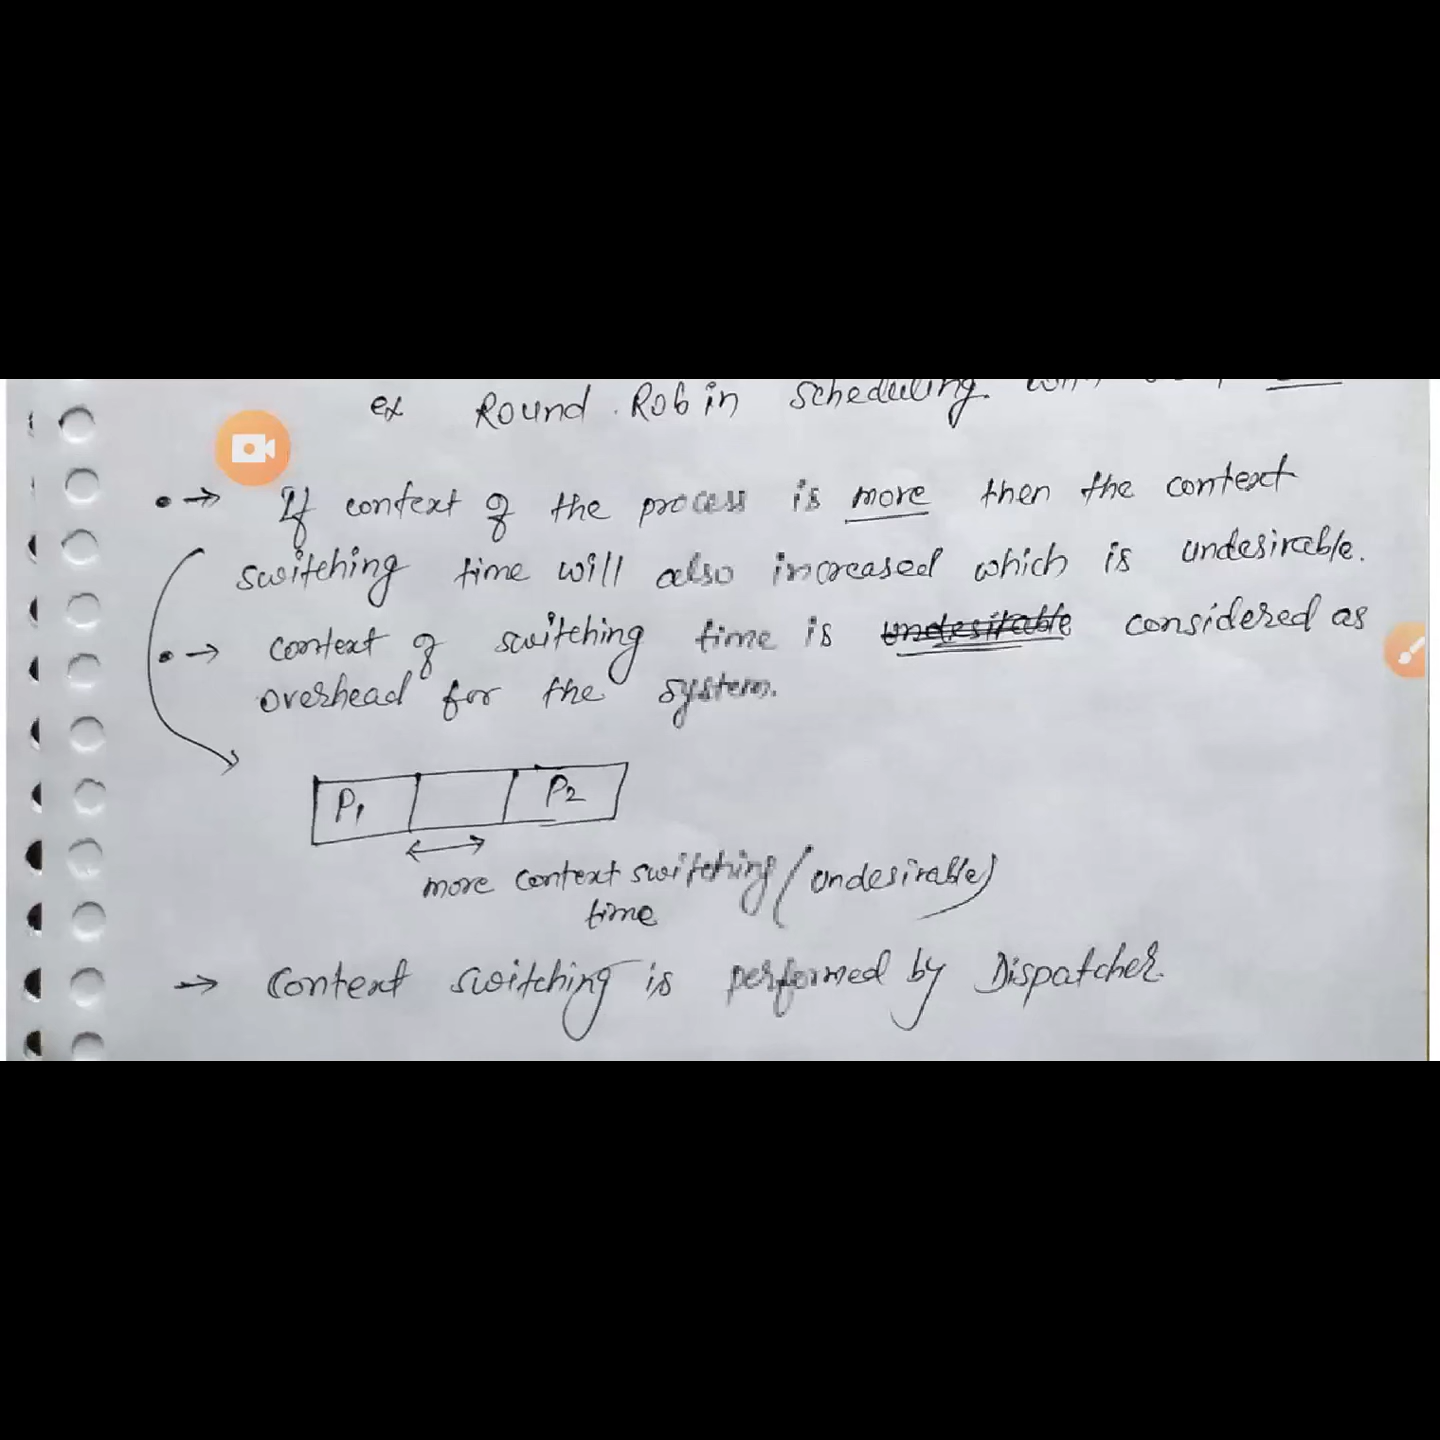 ex Round Robin scheduling.
•→ If context of the process is more then the context
switching time will also increased which is undesirable.
•→ context of switching time is undesirable considered as
overhead for the system.
P1 P2
more context switching (undesirable)
time
→ Context switching is performed by Dispatcher.